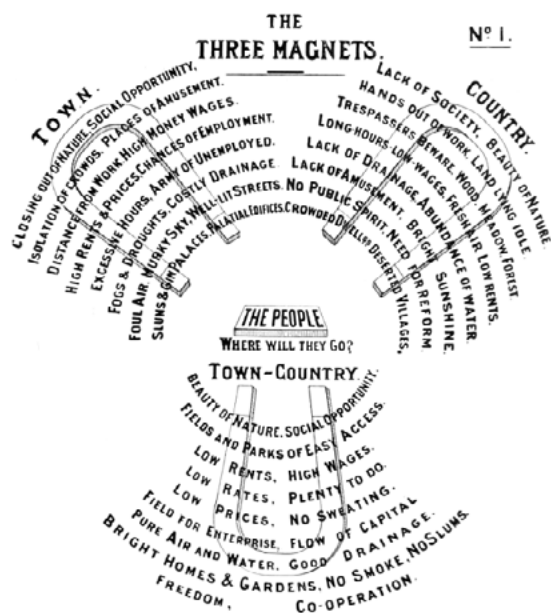 THE
THREE MAGNETS.
Nº 1.
TOWN.
CLOSING OUT OF NATURE. SOCIAL OPPORTUNITY.
ISOLATION OF CROWDS. PLACES OF AMUSEMENT.
DISTANCE FROM WORK. HIGH MONEY WAGES.
HIGH RENTS & PRICES. CHANCES OF EMPLOYMENT.
EXCESSIVE HOURS. ARMY OF UNEMPLOYED.
FOGS & DROUGHTS. COSTLY DRAINAGE.
FOUL AIR. MURKY SKY. WELL-LIT STREETS.
SLUMS & GIN PALACES. PALATIAL EDIFICES.
COUNTRY.
LACK OF SOCIETY. BEAUTY OF NATURE.
HANDS OUT OF WORK. LAND LYING IDLE.
TRESPASSERS BEWARE. WOOD, MEADOW, FOREST.
LONG HOURS-LOW WAGES. FRESH AIR. LOW RENTS.
LACK OF DRAINAGE. ABUNDANCE OF WATER.
LACK OF AMUSEMENT. BRIGHT SUNSHINE.
NO PUBLIC SPIRIT. NEED FOR REFORM.
CROWDED DWELLGS DESERTED VILLAGES.
THE PEOPLE
WHERE WILL THEY GO?
TOWN-COUNTRY.
BEAUTY OF NATURE. SOCIAL OPPORTUNITY.
FIELDS AND PARKS OF EASY ACCESS.
LOW RENTS, HIGH WAGES.
LOW RATES, PLENTY TO DO.
LOW PRICES, NO SWEATING.
FIELD FOR ENTERPRISE, FLOW OF CAPITAL
PURE AIR AND WATER, GOOD DRAINAGE.
BRIGHT HOMES & GARDENS, NO SMOKE, NO SLUMS.
FREEDOM, CO-OPERATION.